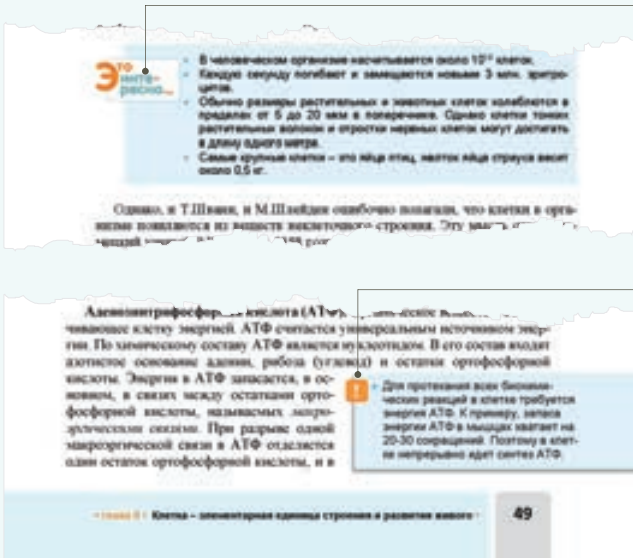 Это
инте-
ресно...
В человеческом организме насчитывается около клеток.
Каждую секунду погибают и замещаются новыми 3 млн. эритро-
цитов.
Обычно размеры растительных и животных клеток колеблются в
пределах от 5 до 20 мкм в поперечнике. Однако клетки тонких
растительных волокон и отростки нервных клеток могут достигать
в длину одного метра.
Самые крупные клетки – это яйца птиц, желток яйца страуса весит
около 0,5 кг.
Однако, и Т.Шванн, и М.Шлейден ошибочно полагали, что клетки в орга-
низме появляются из веществ неклеточного строения. Эту мысль
Аденозинтрифосфорная кислота (АТФ)
чивающее клетку энергией. АТФ считается универсальным источником энер-
гии. По химическому составу АТФ является нуклеотидом. В его состав входят
азотистое основание аденин, рибоза (углевод) и остатки ортофосфорной
кислоты. Энергия в АТФ запасается, в ос-
новном, в связях между остатками орто-
фосфорной кислоты, называемых макро-
эргическими связями. При разрыве одной
макроэргической связи в АТФ отделяется
один остаток ортофосфорной кислоты, и в
!
Для протекания всех биохими-
ческих реакций в клетке требуется
энергия АТФ. К примеру, запаса
энергии АТФ в мышцах хватает на
20-30 сокращений. Поэтому в клет-
ке непрерывно идет синтез АТФ.
Клетка – элементарная единица строения и развития живого •
49